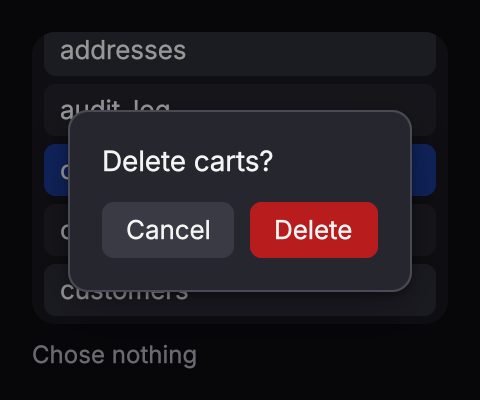 addresses
audit_log
Delete carts?
Cancel
Delete
customers
Chose nothing